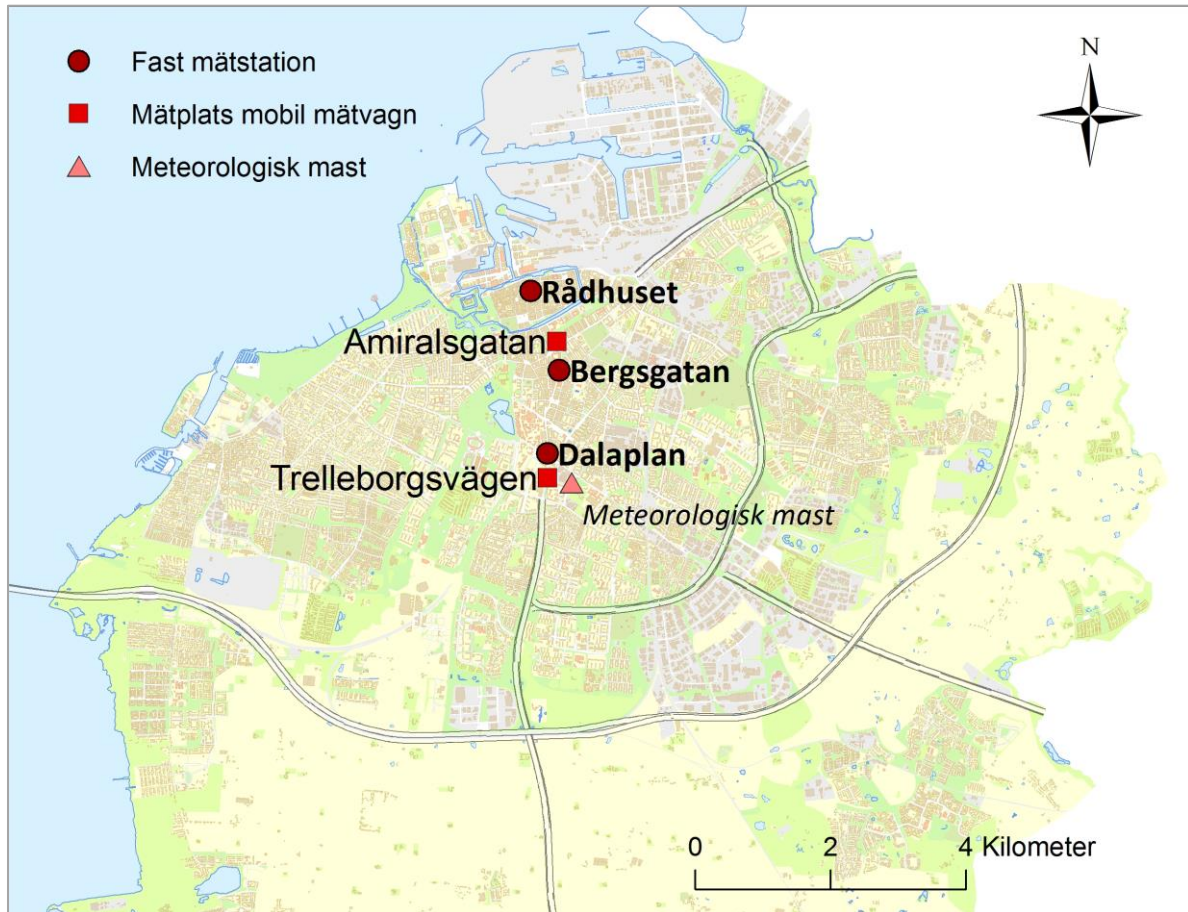 Fast mätstation
Mätplats mobil mätvagn
Meteorologisk mast
N
Rådhuset
Amiralsgatan
Bergsgatan
Dalaplan
Trelleborgsvägen
Meteorologisk mast
0 2 4 Kilometer